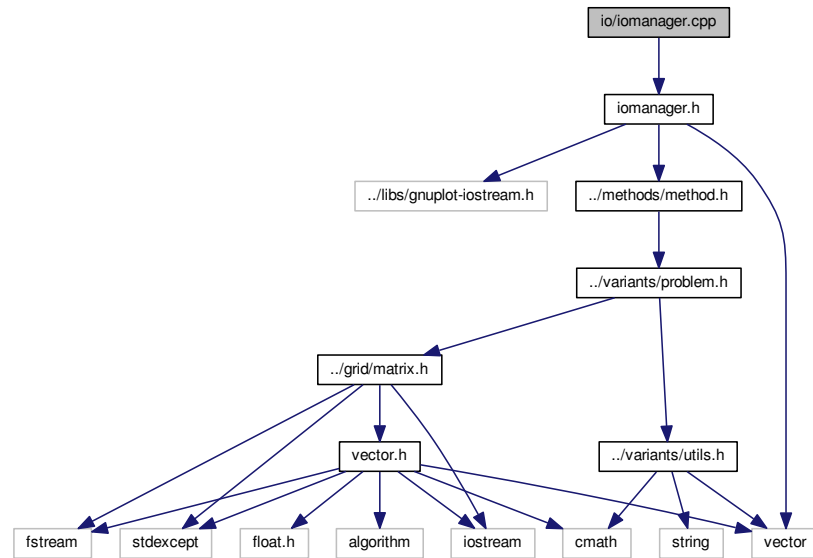 io/iomanager.cpp
iomanager.h
../libs/gnuplot-iostream.h
../methods/method.h
../variants/problem.h
../grid/matrix.h
vector.h
../variants/utils.h
fstream
stdexcept
float.h
algorithm
iostream
cmath
string
vector